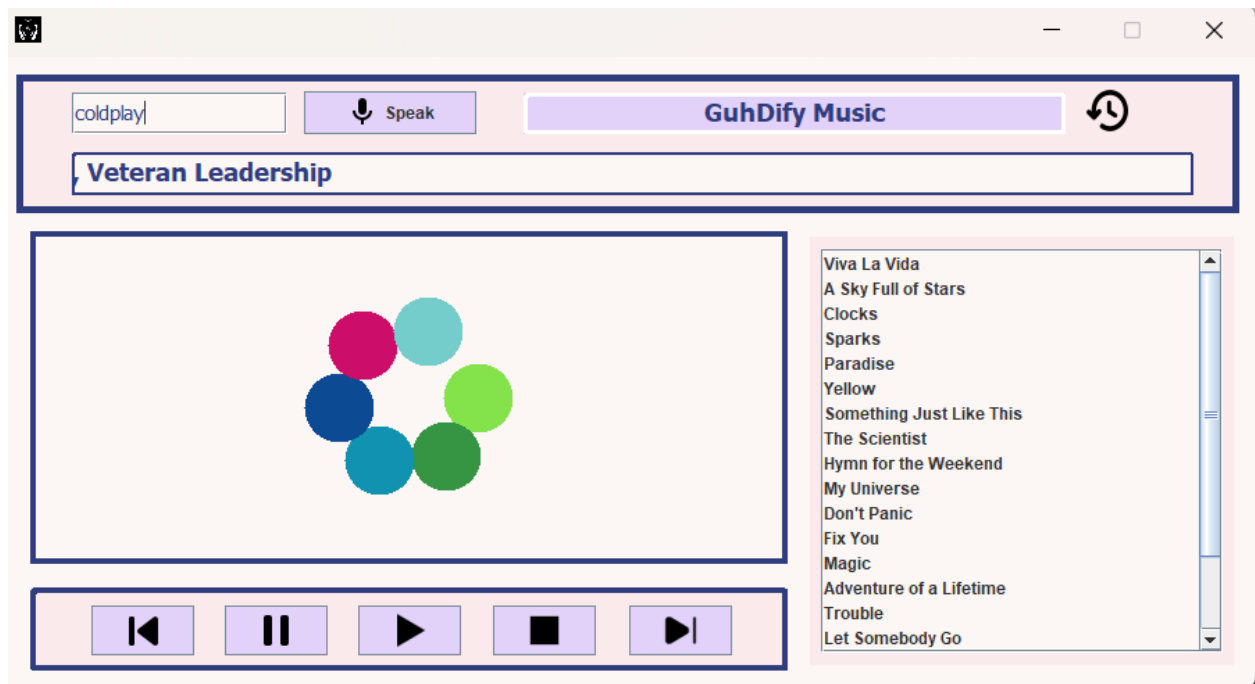 coldplay
Speak
GuhDify Music
, Veteran Leadership
Viva La Vida
A Sky Full of Stars
Clocks
Sparks
Paradise
Yellow
Something Just Like This
The Scientist
Hymn for the Weekend
My Universe
Don't Panic
Fix You
Magic
Adventure of a Lifetime
Trouble
Let Somebody Go